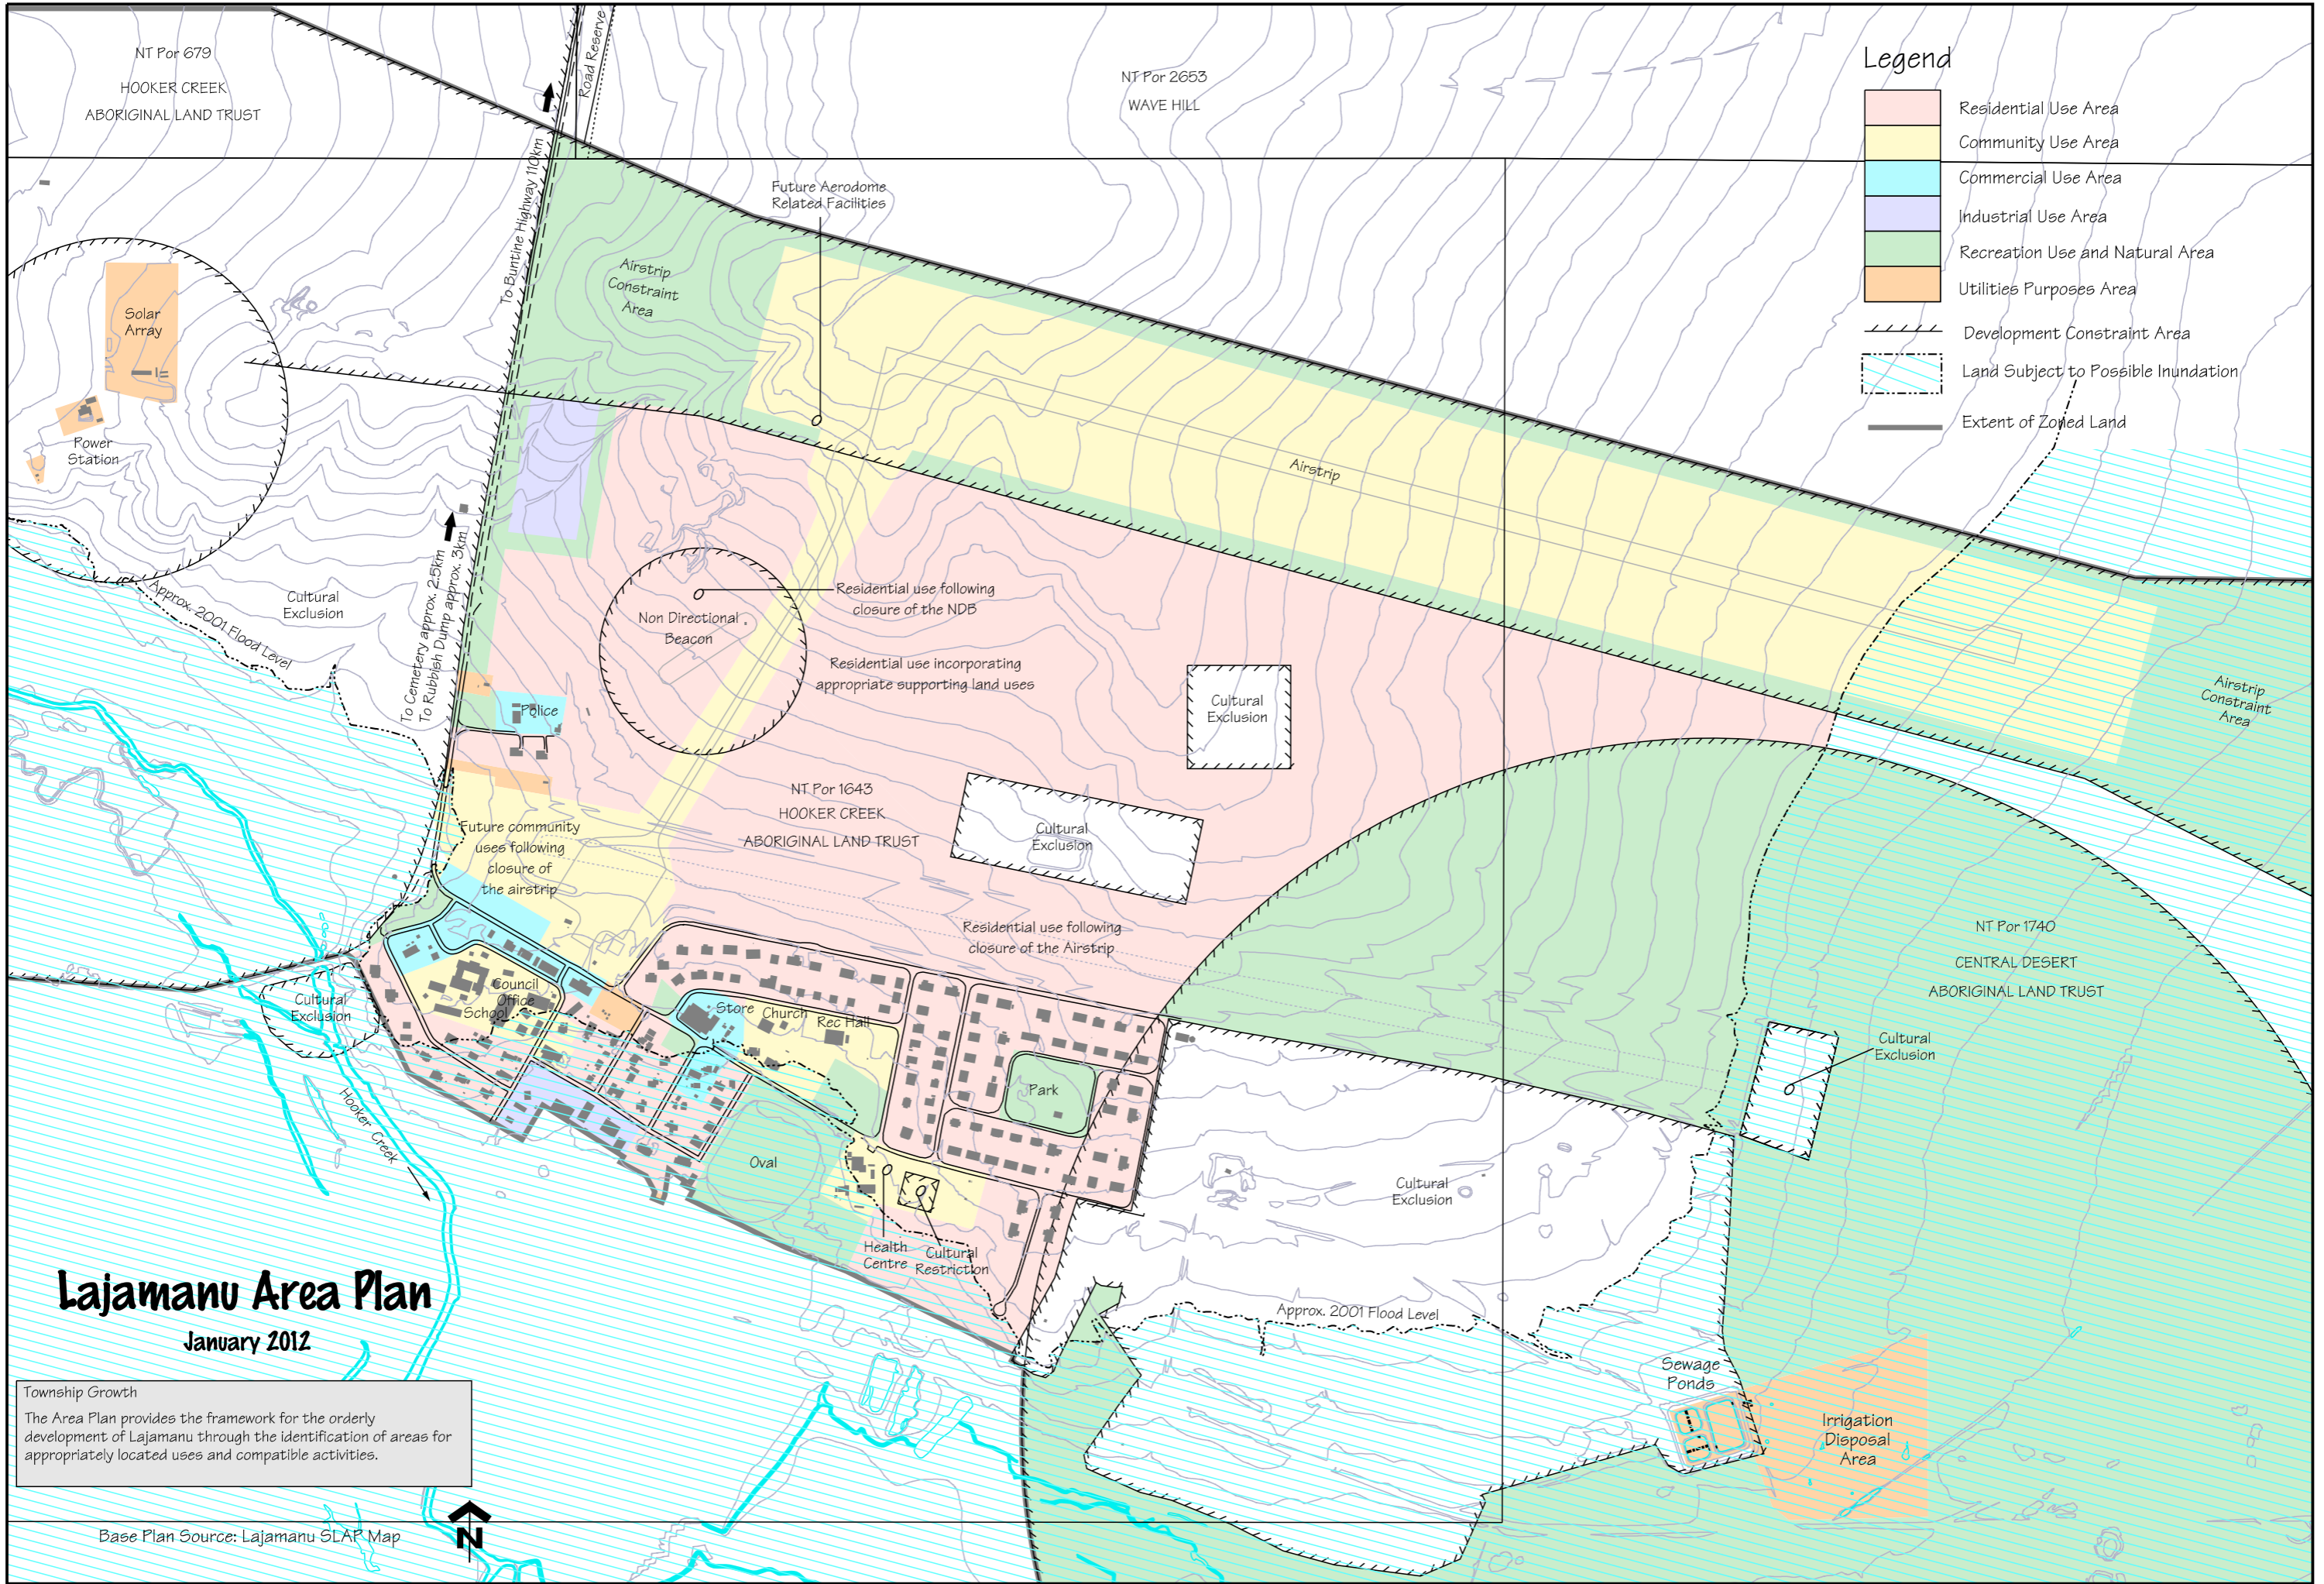 NT Por 679
HOOKER CREEK
ABORIGINAL LAND TRUST
Road Reserve
To Buntine Highway 110km
NT Por 2653
WAVE HILL
Legend
Residential Use Area
Community Use Area
Commercial Use Area
Industrial Use Area
Recreation Use and Natural Area
Utilities Purposes Area
Development Constraint Area
Land Subject to Possible Inundation
Extent of Zoned Land
Future Aerodome
Related Facilities
Airstrip
Constraint
Area
Solar
Array
Power
Station
Airstrip
Cultural
Exclusion
Approx. 2001 Flood Level
To Cemetery approx. 2.5km
To Rubbish Dump approx. 3km
Residential use following
closure of the NDB
Non Directional
Beacon
Residential use incorporating
appropriate supporting land uses
Cultural
Exclusion
Airstrip
Constraint
Area
Police
NT Por 1643
HOOKER CREEK
ABORIGINAL LAND TRUST
Cultural
Exclusion
Future community
uses following
closure of
the airstrip
Residential use following
closure of the Airstrip
NT Por 1740
CENTRAL DESERT
ABORIGINAL LAND TRUST
Cultural
Exclusion
Cultural
Exclusion
Council
Office
School
Store
Church
Rec Hall
Park
Hooker Creek
Oval
Cultural
Exclusion
Health
Centre
Cultural
Restriction
Approx. 2001 Flood Level
Sewage
Ponds
Irrigation
Disposal
Area
Lajamanu Area Plan
January 2012
Township Growth
The Area Plan provides the framework for the orderly
development of Lajamanu through the identification of areas for
appropriately located uses and compatible activities.
Base Plan Source: Lajamanu SLAP Map
N